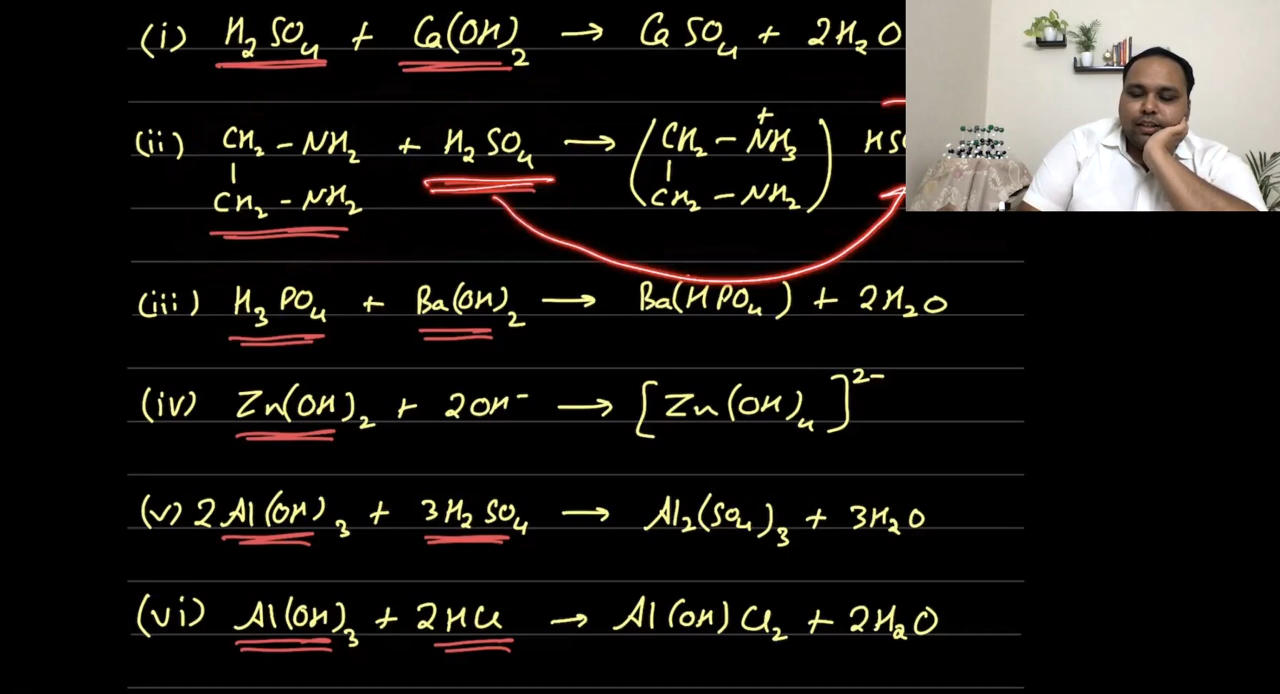 (i) H₂SO₄ + Ca(OH)₂ → CaSO₄ + 2H₂O
(ii) CH₂ – NH₂ + H₂SO₄ → (CH₂ – N⁺H₃) HSO
|
CH₂ – NH₂ CH₂ – NH₂
(iii) H₃PO₄ + Ba(OH)₂ → Ba(HPO₄) + 2H₂O
(iv) Zn(OH)₂ + 2OH⁻ → [Zn(OH)₄]²⁻
(v) 2Al(OH)₃ + 3H₂SO₄ → Al₂(SO₄)₃ + 3H₂O
(vi) Al(OH)₃ + 2HCl → Al(OH)Cl₂ + 2H₂O